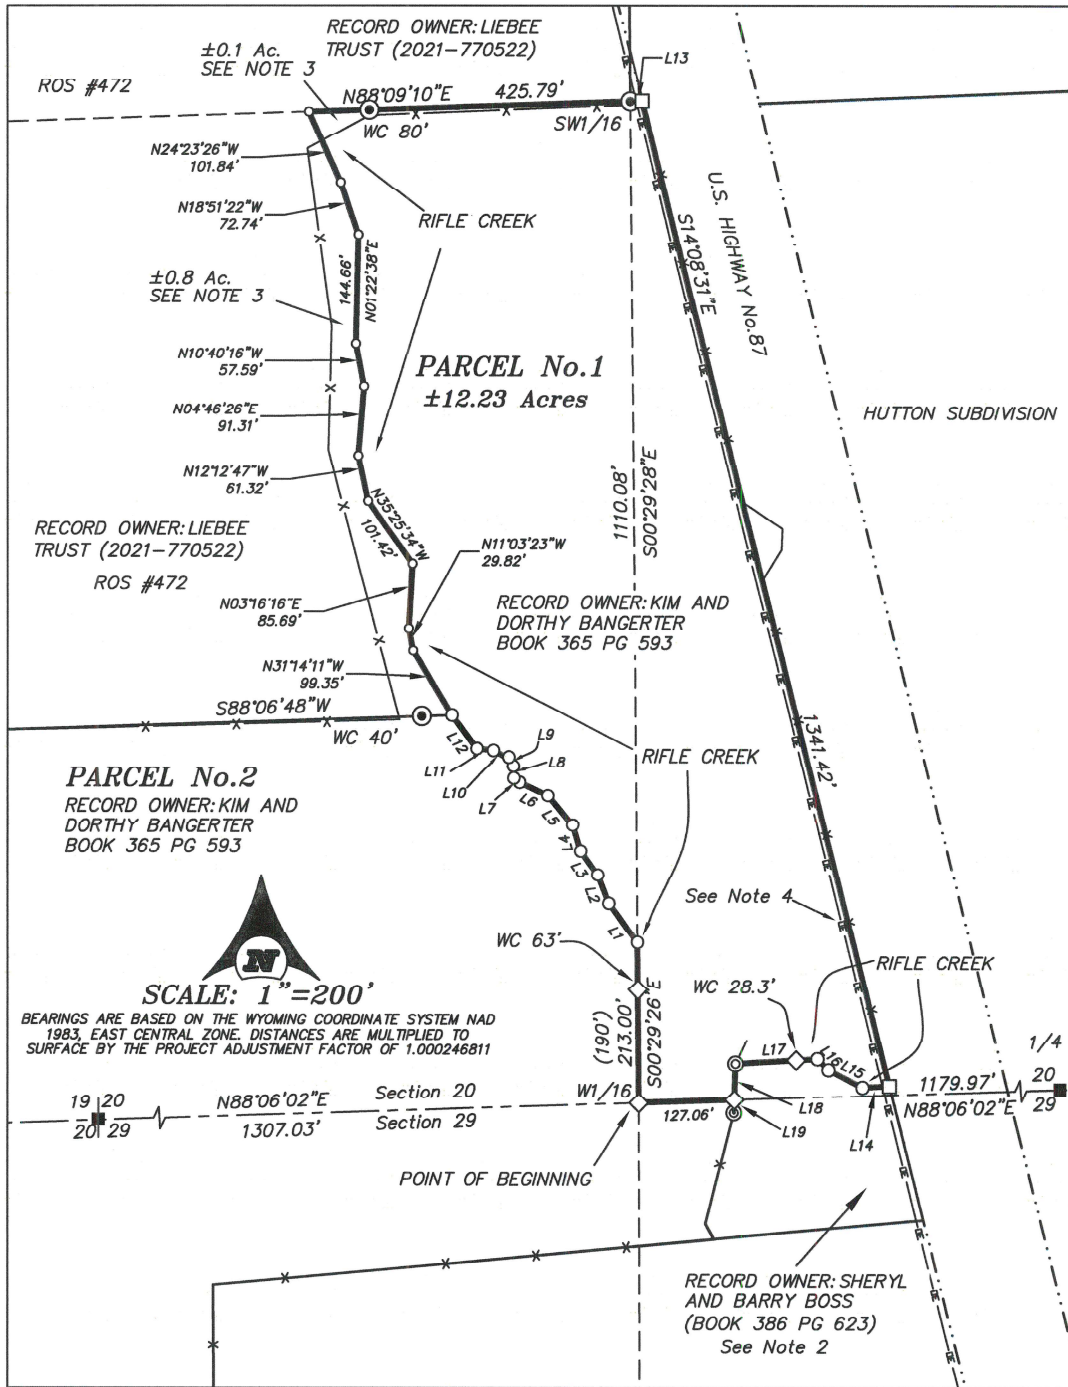 RECORD OWNER: LIEBEE
TRUST (2021-770522)
±0.1 Ac.
SEE NOTE 3
ROS #472
N88°09'10"E 425.79'
L13
WC 80'
SW1/16
N24°23'26"W
101.84'
N18°51'22"W
72.74'
RIFLE CREEK
U.S. HIGHWAY No.87
S14°08'31"E
144.66'
N01°22'38"E
±0.8 Ac.
SEE NOTE 3
N10°40'16"W
57.59'
PARCEL No.1
±12.23 Acres
N04°46'26"E
91.31'
HUTTON SUBDIVISION
N12°12'47"W
61.32'
N35°25'34"W
101.42'
1110.08'
S00°29'28"E
RECORD OWNER: LIEBEE
TRUST (2021-770522)
ROS #472
N11°03'23"W
29.82'
N03°16'16"E
85.69'
RECORD OWNER: KIM AND
DORTHY BANGERTER
BOOK 365 PG 593
N31°14'11"W
99.35'
S88°06'48"W
WC 40'
1341.42'
L12
L9
L8
L11
L10
L7
L6
L5
L4
L3
L2
L1
RIFLE CREEK
PARCEL No.2
RECORD OWNER: KIM AND
DORTHY BANGERTER
BOOK 365 PG 593
See Note 4
WC 63'
RIFLE CREEK
WC 28.3'
N
SCALE: 1"=200'
BEARINGS ARE BASED ON THE WYOMING COORDINATE SYSTEM NAD
1983, EAST CENTRAL ZONE. DISTANCES ARE MULTIPLIED TO
SURFACE BY THE PROJECT ADJUSTMENT FACTOR OF 1.000246811
(190')
213.00'
S00°29'26"E
L17
L16
L15
1/4
19 20
20 29
N88°06'02"E Section 20
1307.03' Section 29
W1/16
127.06'
L18
L19
L14
1179.97'
N88°06'02"E
20
29
POINT OF BEGINNING
RECORD OWNER: SHERYL
AND BARRY BOSS
(BOOK 386 PG 623)
See Note 2